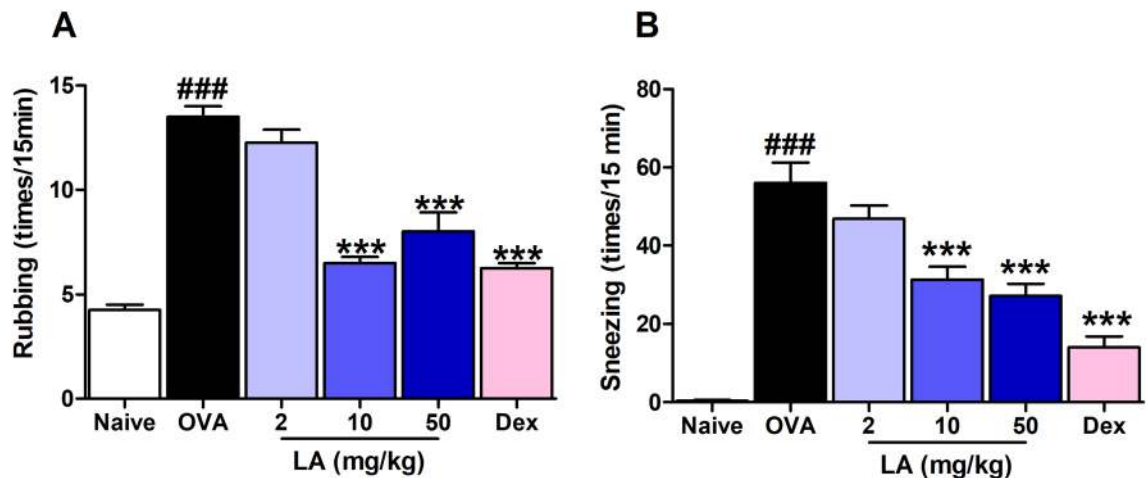 A
Rubbing (times/15min)
15
10
5
0
###
***
***
***
Naive OVA 2 10 50 Dex
LA (mg/kg)
B
Sneezing (times/15 min)
80
60
40
20
0
###
***
***
***
Naive OVA 2 10 50 Dex
LA (mg/kg)